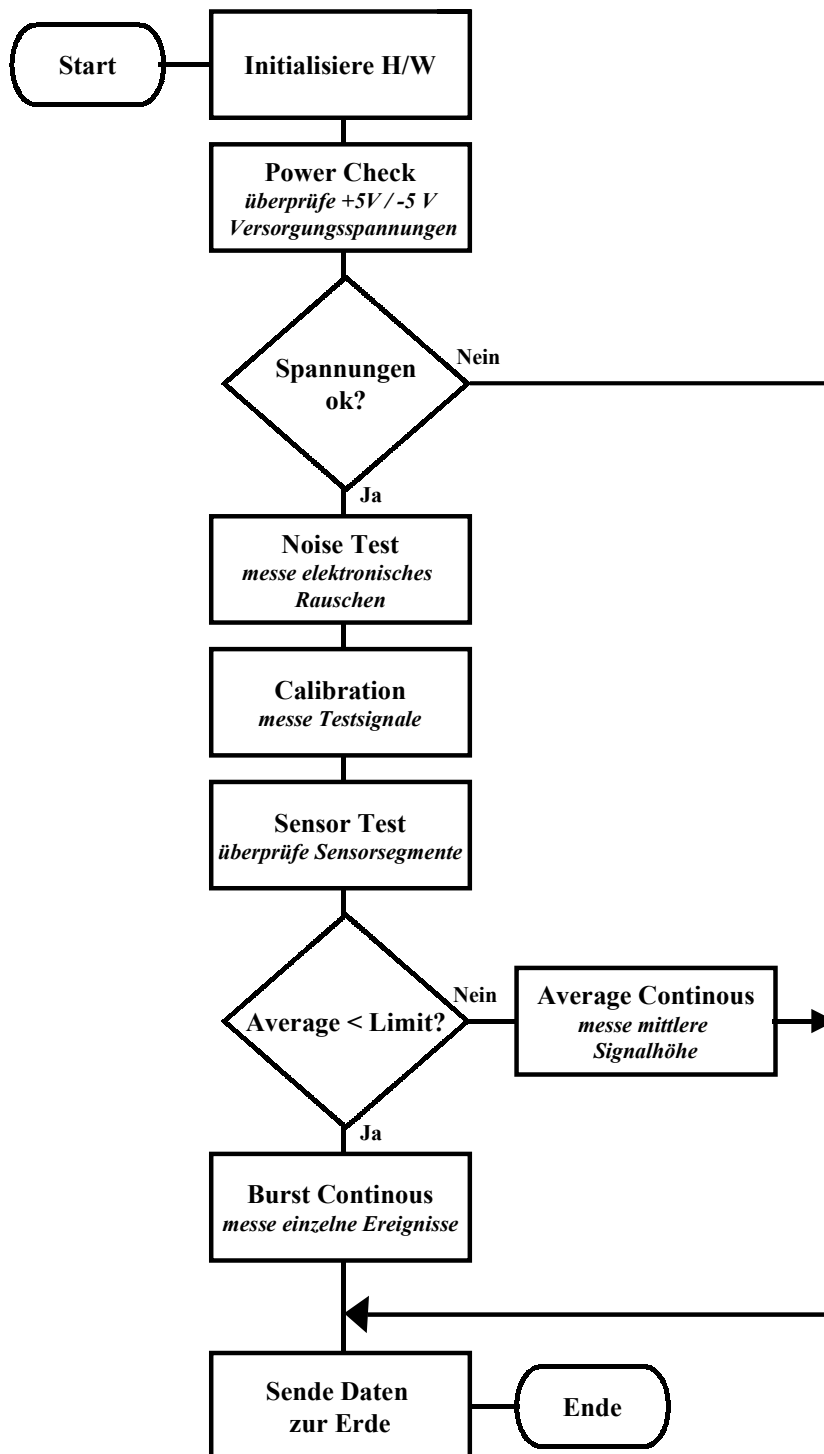 Start
Initialisiere H/W
Power Check
überprüfe +5V / -5 V
Versorgungsspannungen
Spannungen
ok?
Nein
Ja
Noise Test
messe elektronisches
Rauschen
Calibration
messe Testsignale
Sensor Test
überprüfe Sensorsegmente
Average < Limit?
Nein
Average Continous
messe mittlere
Signalhöhe
Ja
Burst Continous
messe einzelne Ereignisse
Sende Daten
zur Erde
Ende